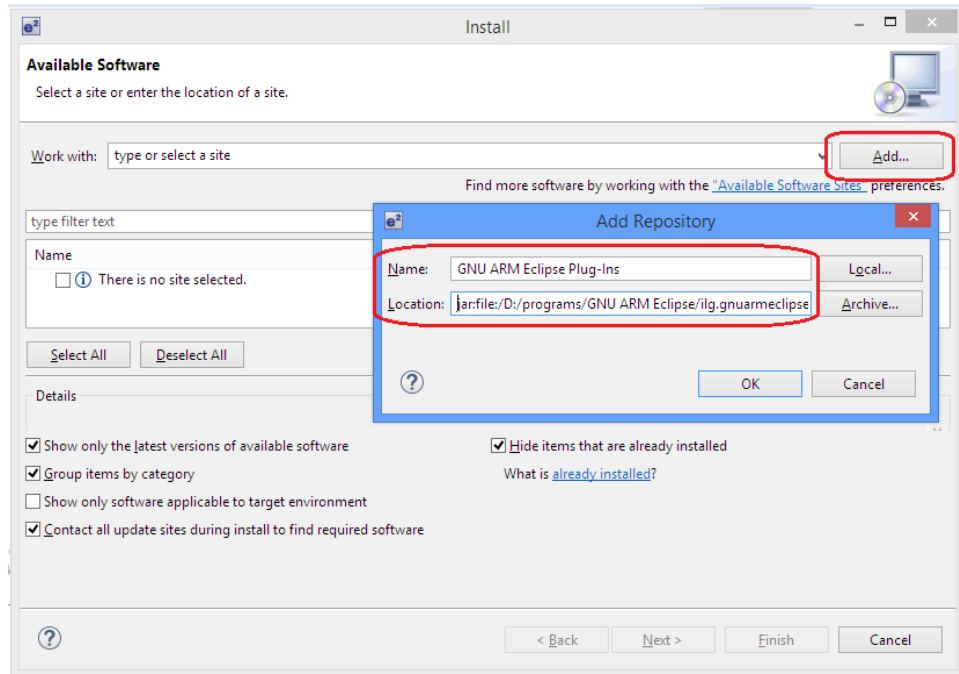 e²
Install
Available Software
Select a site or enter the location of a site.
Work with: type or select a site Add...
Find more software by working with the "Available Software Sites" preferences.
type filter text
Name
There is no site selected.
e²
Add Repository
Name: GNU ARM Eclipse Plug-Ins Local...
Location: jar:file:/D:/programs/GNU ARM Eclipse/ilg.gnuarmeclipse Archive...
OK Cancel
Select All Deselect All
Details
Show only the latest versions of available software Hide items that are already installed
Group items by category What is already installed?
Show only software applicable to target environment
Contact all update sites during install to find required software
< Back Next > Finish Cancel